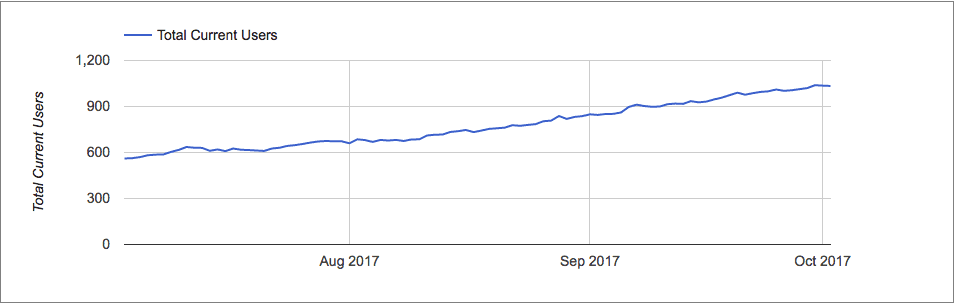 Total Current Users
1,200
900
600
300
0
Total Current Users
Aug 2017
Sep 2017
Oct 2017